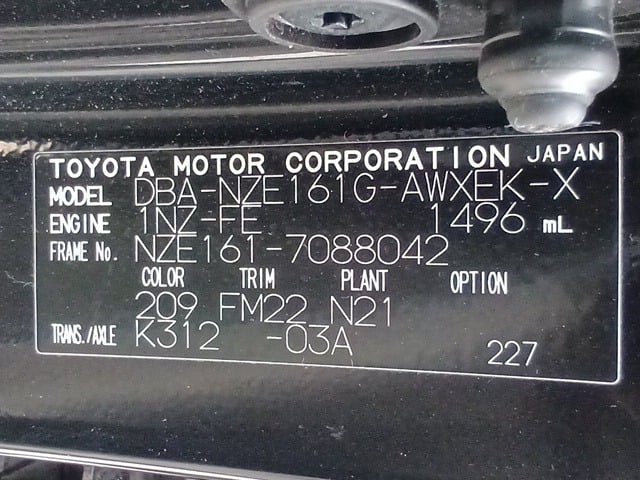 TOYOTA MOTOR CORPORATION JAPAN
MODEL DBA-NZE161G-AWXEK-X
ENGINE 1NZ-FE 1496 mL
FRAME No. NZE161-7088042
COLOR TRIM PLANT OPTION
209 FM22 N21
TRANS./AXLE K312 -03A
227